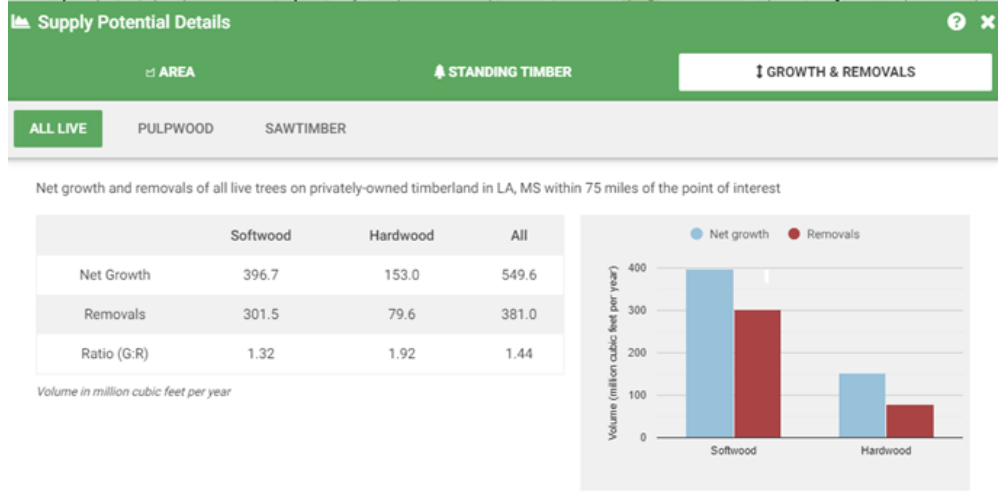 Supply Potential Details
AREA
STANDING TIMBER
GROWTH & REMOVALS
ALL LIVE
PULPWOOD
SAWTIMBER
Net growth and removals of all live trees on privately-owned timberland in LA, MS within 75 miles of the point of interest
Softwood Hardwood All
Net Growth 396.7 153.0 549.6
Removals 301.5 79.6 381.0
Ratio (G:R) 1.32 1.92 1.44
Volume in million cubic feet per year
Net growth Removals
Volume (million cubic feet per year)
400
300
200
100
0
Softwood Hardwood